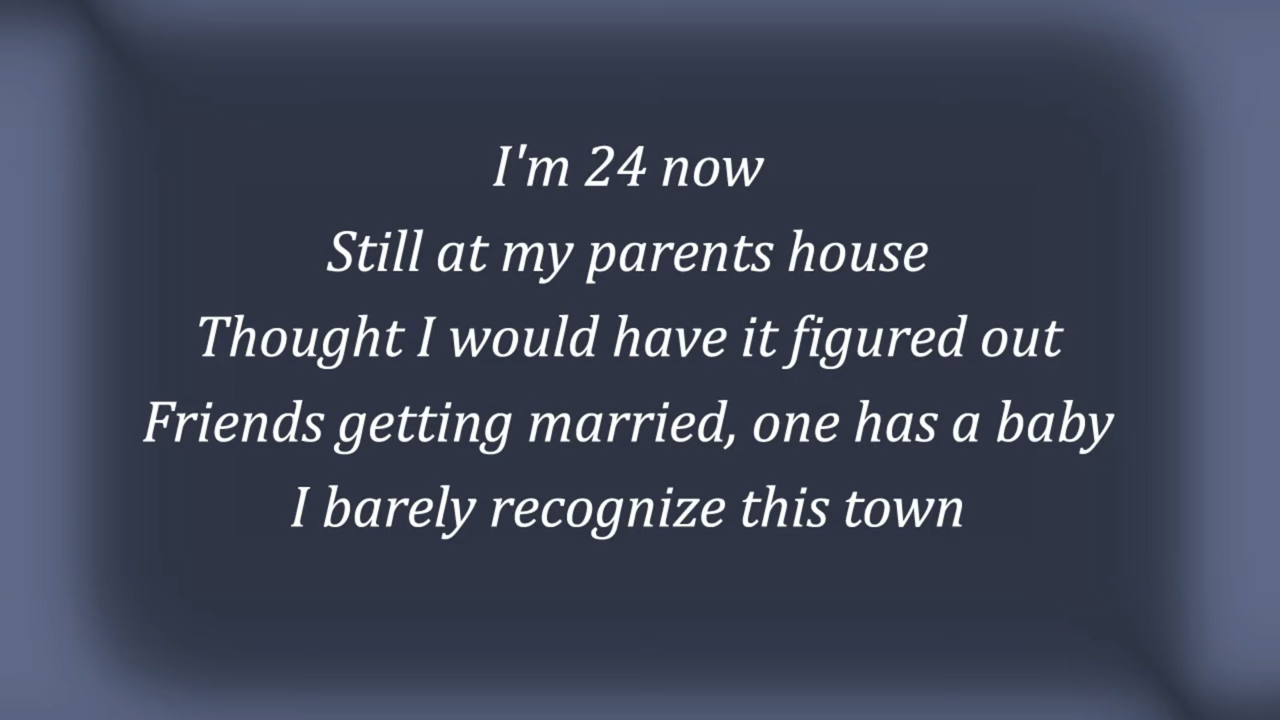 I'm 24 now
Still at my parents house
Thought I would have it figured out
Friends getting married, one has a baby
I barely recognize this town